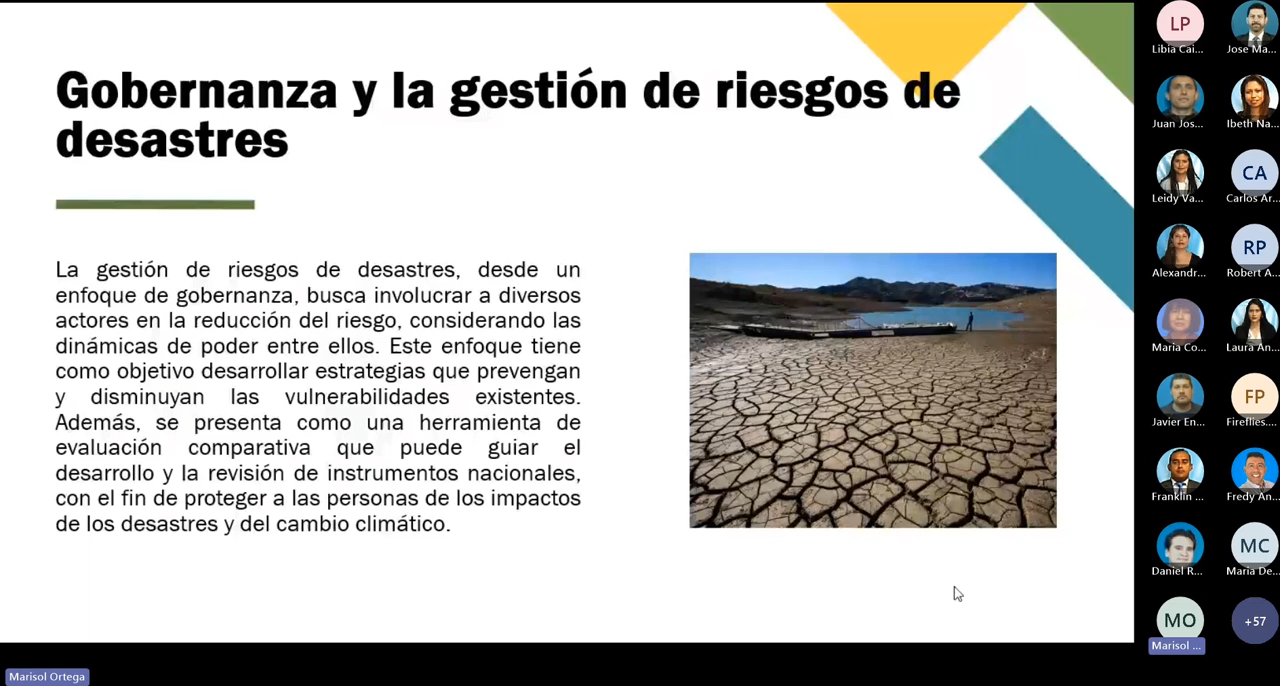 Gobernanza y la gestión de riesgos de
desastres
La gestión de riesgos de desastres, desde un
enfoque de gobernanza, busca involucrar a diversos
actores en la reducción del riesgo, considerando las
dinámicas de poder entre ellos. Este enfoque tiene
como objetivo desarrollar estrategias que prevengan
y disminuyan las vulnerabilidades existentes.
Además, se presenta como una herramienta de
evaluación comparativa que puede guiar el
desarrollo y la revisión de instrumentos nacionales,
con el fin de proteger a las personas de los impactos
de los desastres y del cambio climático.
LP
Libia Cai...
Jose Ma...
Juan Jos...
Ibeth Na...
Leidy Va...
CA
Carlos Ar...
Alexandr...
RP
Robert A...
Maria Co...
Laura An...
Javier En...
FP
Fireflies....
Franklin ...
Fredy An...
Daniel R...
MC
Maria De...
MO
Marisol ...
+57
Marisol Ortega